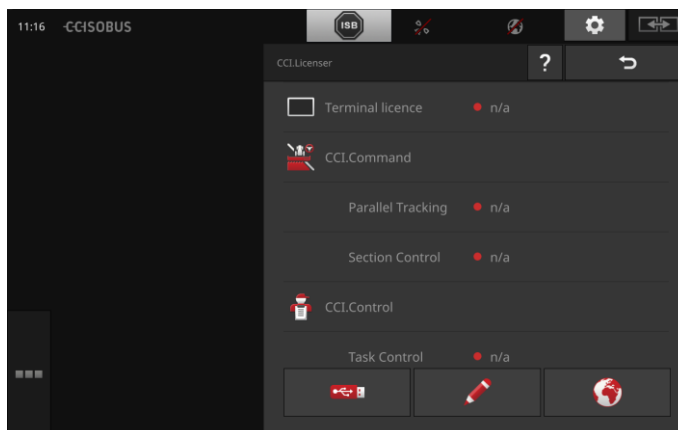 11:16 CCISOBUS
ISB
CCI.Licenser ?
Terminal licence n/a
CCI.Command
Parallel Tracking n/a
Section Control n/a
CCI.Control
Task Control n/a